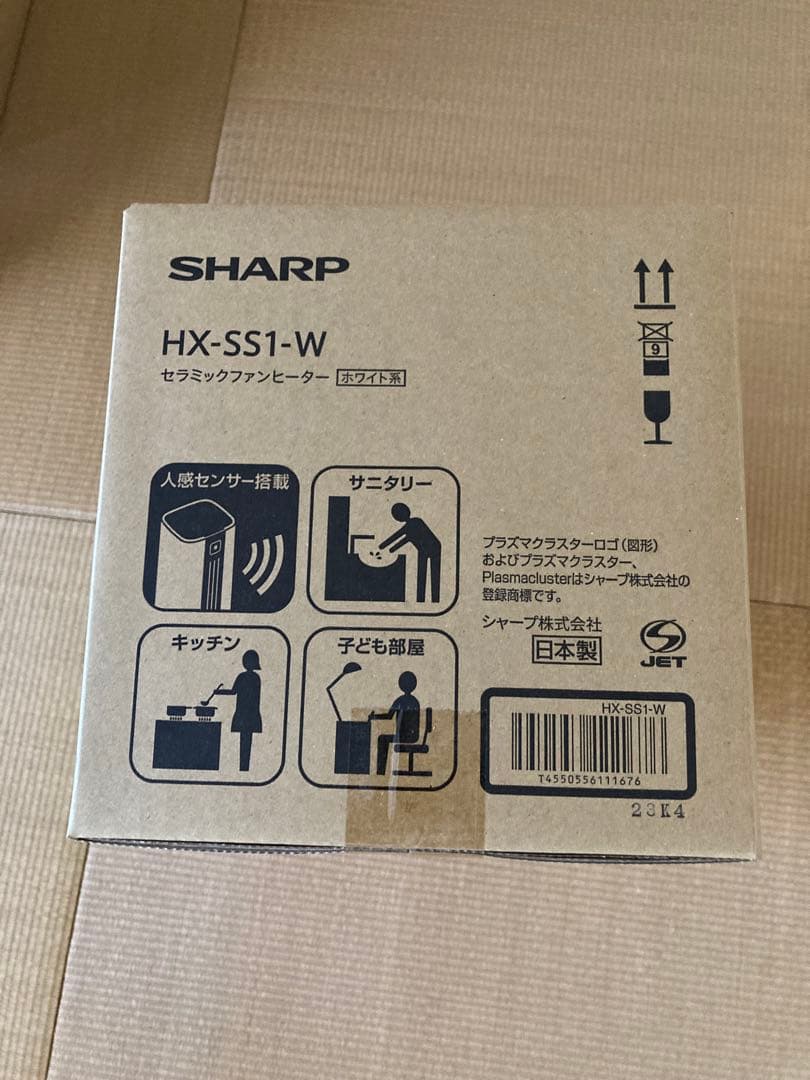 SHARP
HX-SS1-W
セラミックファンヒーター ホワイト系
9
人感センサー搭載
サニタリー
キッチン
子ども部屋
プラズマクラスターロゴ(図形)
およびプラズマクラスター、
Plasmaclusterはシャープ株式会社の
登録商標です。
シャープ株式会社
日本製
JET
HX-SS1-W
T4550556111676
23K4